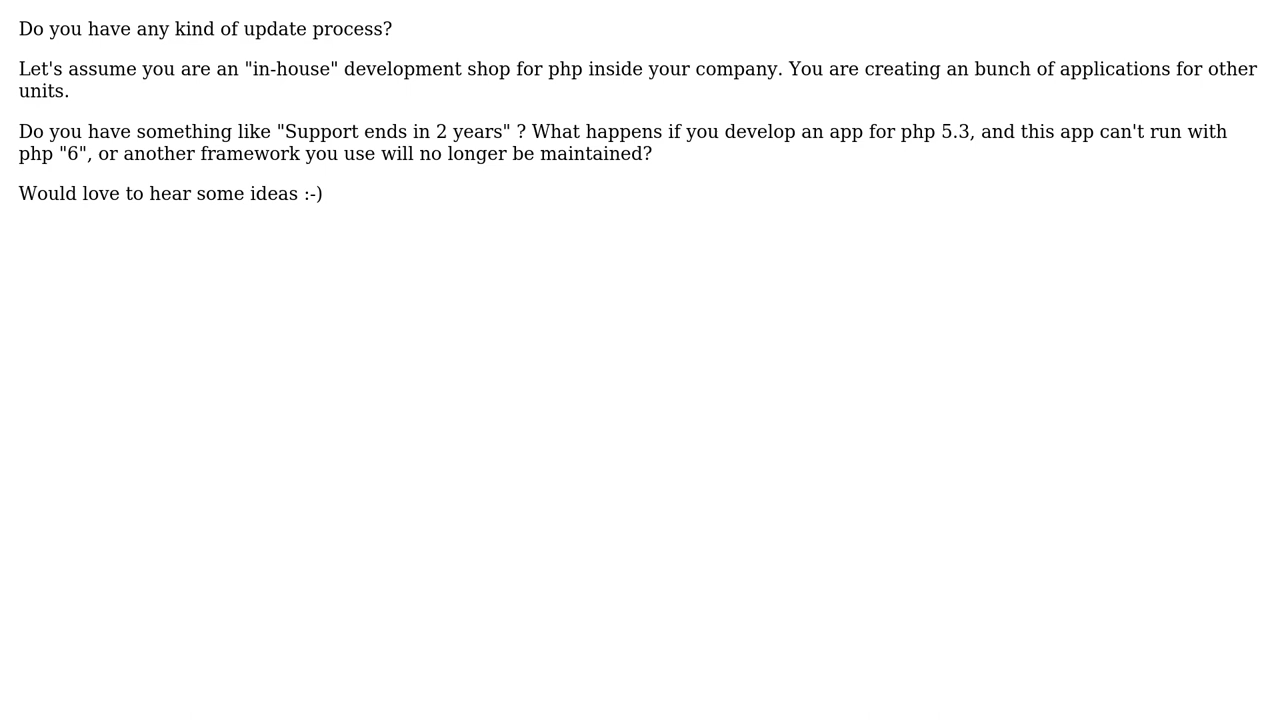 Do you have any kind of update process?
Let's assume you are an "in-house" development shop for php inside your company. You are creating an bunch of applications for other
units.
Do you have something like "Support ends in 2 years" ? What happens if you develop an app for php 5.3, and this app can't run with
php "6", or another framework you use will no longer be maintained?
Would love to hear some ideas :-)